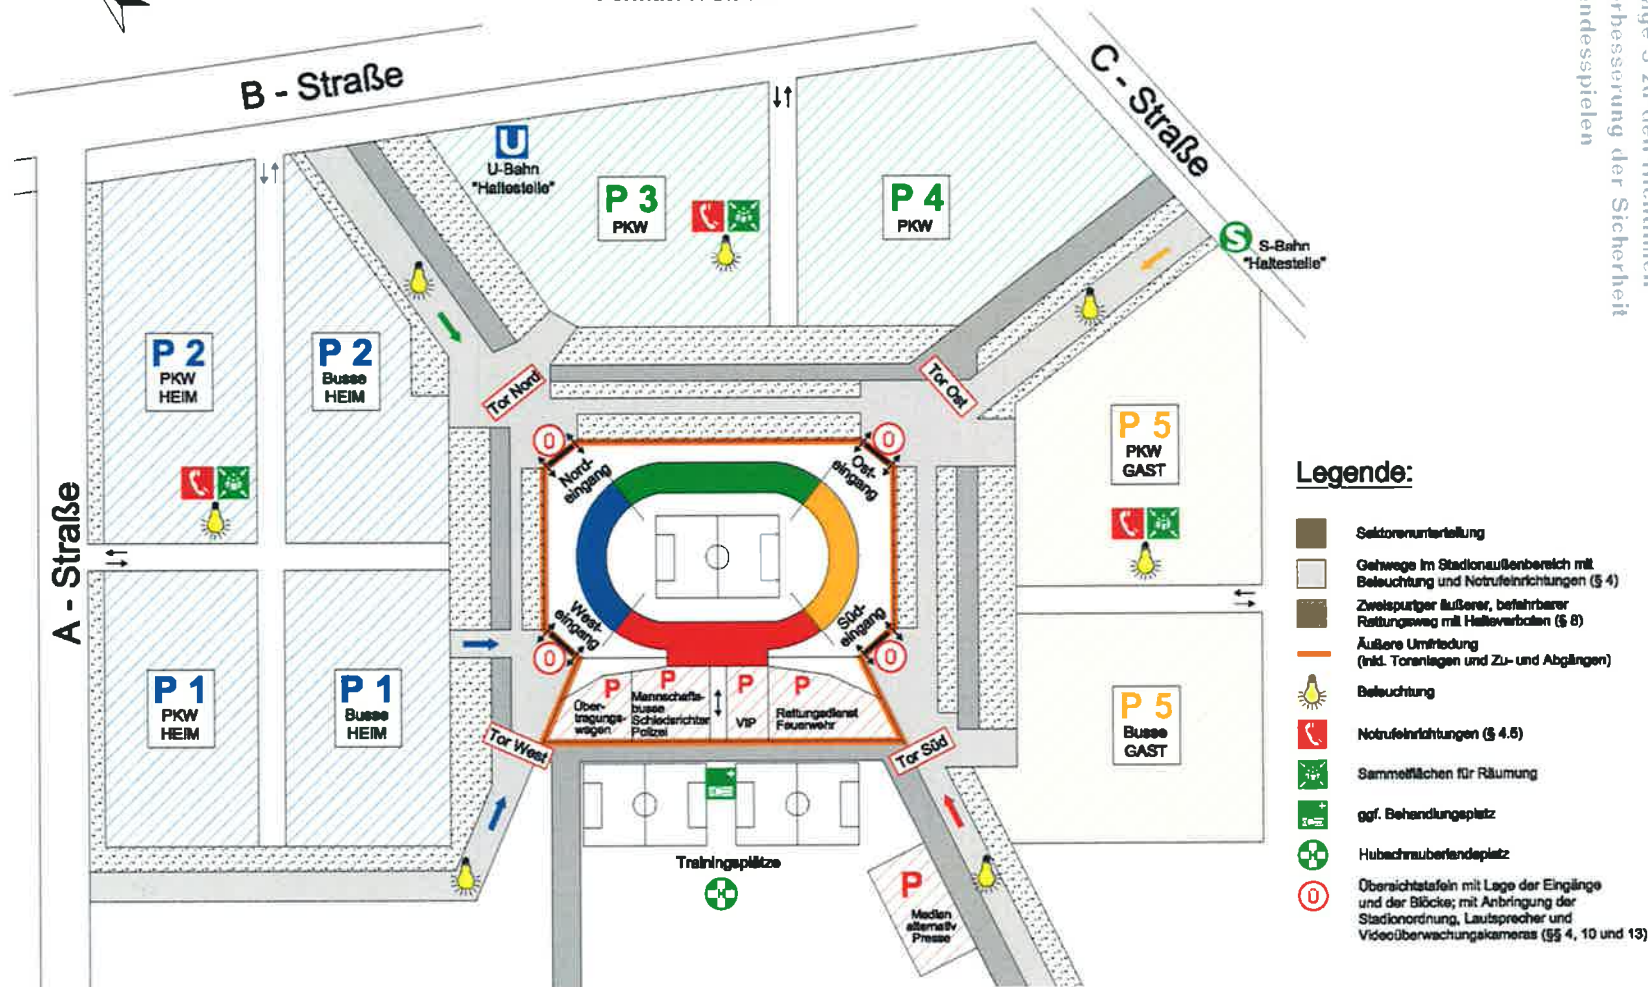 B - Straße
C - Straße
A - Straße
rbesserung der Sicherheit
ndesspielen
U
U-Bahn
"Haltestelle"
P 3
PKW
P 4
PKW
S
S-Bahn
"Haltestelle"
P 2
PKW
HEIM
P 2
Busse
HEIM
Tor Nord
Tor Ost
P 5
PKW
GAST
Ü
Ü
Nord-
eingang
Ost-
eingang
West-
eingang
Süd-
eingang
Ü
Ü
P 1
PKW
HEIM
P 1
Busse
HEIM
P
Über-
tragungs-
wagen
P
Mannschafts-
busse
Schiedsrichter
Polizei
P
VIP
P
Rettungsdienst
Feuerwehr
Tor West
Tor Süd
P 5
Busse
GAST
Trainingsplätze
P
Medien
alternativ
Presse
Legende:
Sektorenunterteilung
Gehwege im Stadionaußenbereich mit
Beleuchtung und Notrufeinrichtungen (§ 4)
Zweispuriger äußerer, befahrbarer
Rettungsweg mit Halteverboten (§ 8)
Äußere Umfriedung
(inkl. Toranlagen und Zu- und Abgängen)
Beleuchtung
Notrufeinrichtungen (§ 4.5)
Sammelflächen für Räumung
ggf. Behandlungsplatz
Hubschrauberlandeplatz
Ü
Übersichtstafeln mit Lage der Eingänge
und der Blöcke; mit Anbringung der
Stadionordnung, Lautsprecher und
Videoüberwachungskameras (§§ 4, 10 und 13)